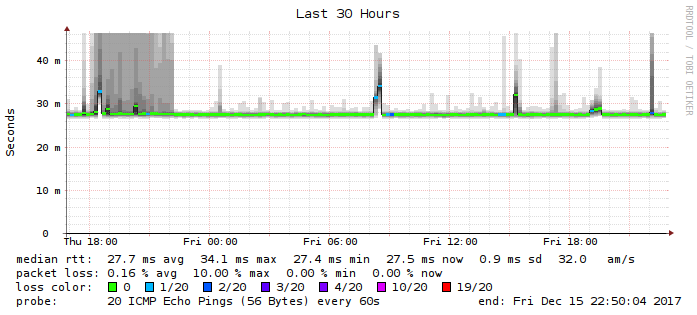 Last 30 Hours
RRDTOOL / TOBI OETIKER
Seconds
40 m
30 m
20 m
10 m
0
Thu 18:00 Fri 00:00 Fri 06:00 Fri 12:00 Fri 18:00
median rtt: 27.7 ms avg 34.1 ms max 27.4 ms min 27.5 ms now 0.9 ms sd 32.0 am/s
packet loss: 0.16 % avg 10.00 % max 0.00 % min 0.00 % now
loss color: 0 1/20 2/20 3/20 4/20 10/20 19/20
probe: 20 ICMP Echo Pings (56 Bytes) every 60s end: Fri Dec 15 22:50:04 2017